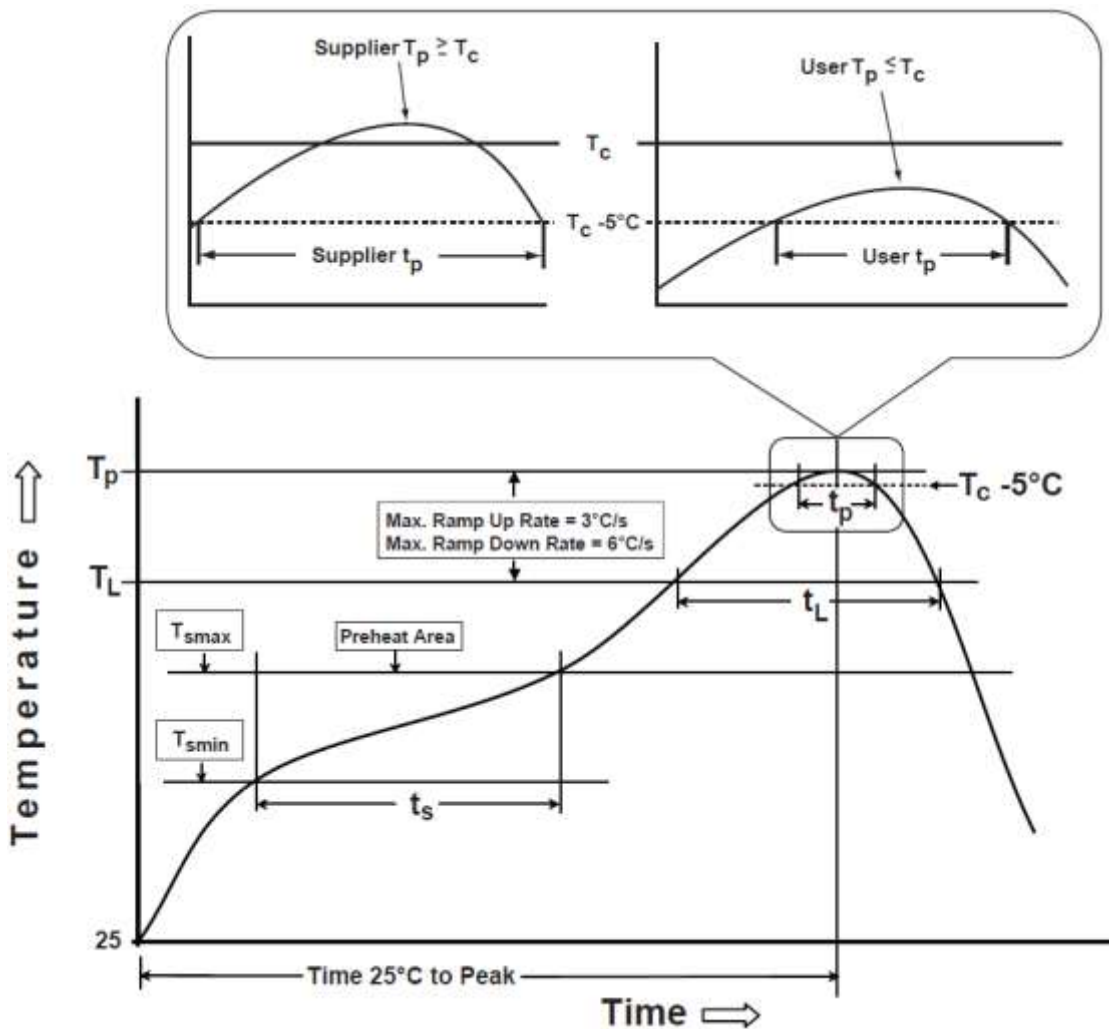 Supplier Tp ≥ Tc
User Tp ≤ Tc
Tc
Tc -5°C
Supplier tp
User tp
Tp
Tc -5°C
tp
Max. Ramp Up Rate = 3°C/s
Max. Ramp Down Rate = 6°C/s
TL
tL
Tsmax
Preheat Area
Tsmin
ts
Temperature
25
Time 25°C to Peak
Time